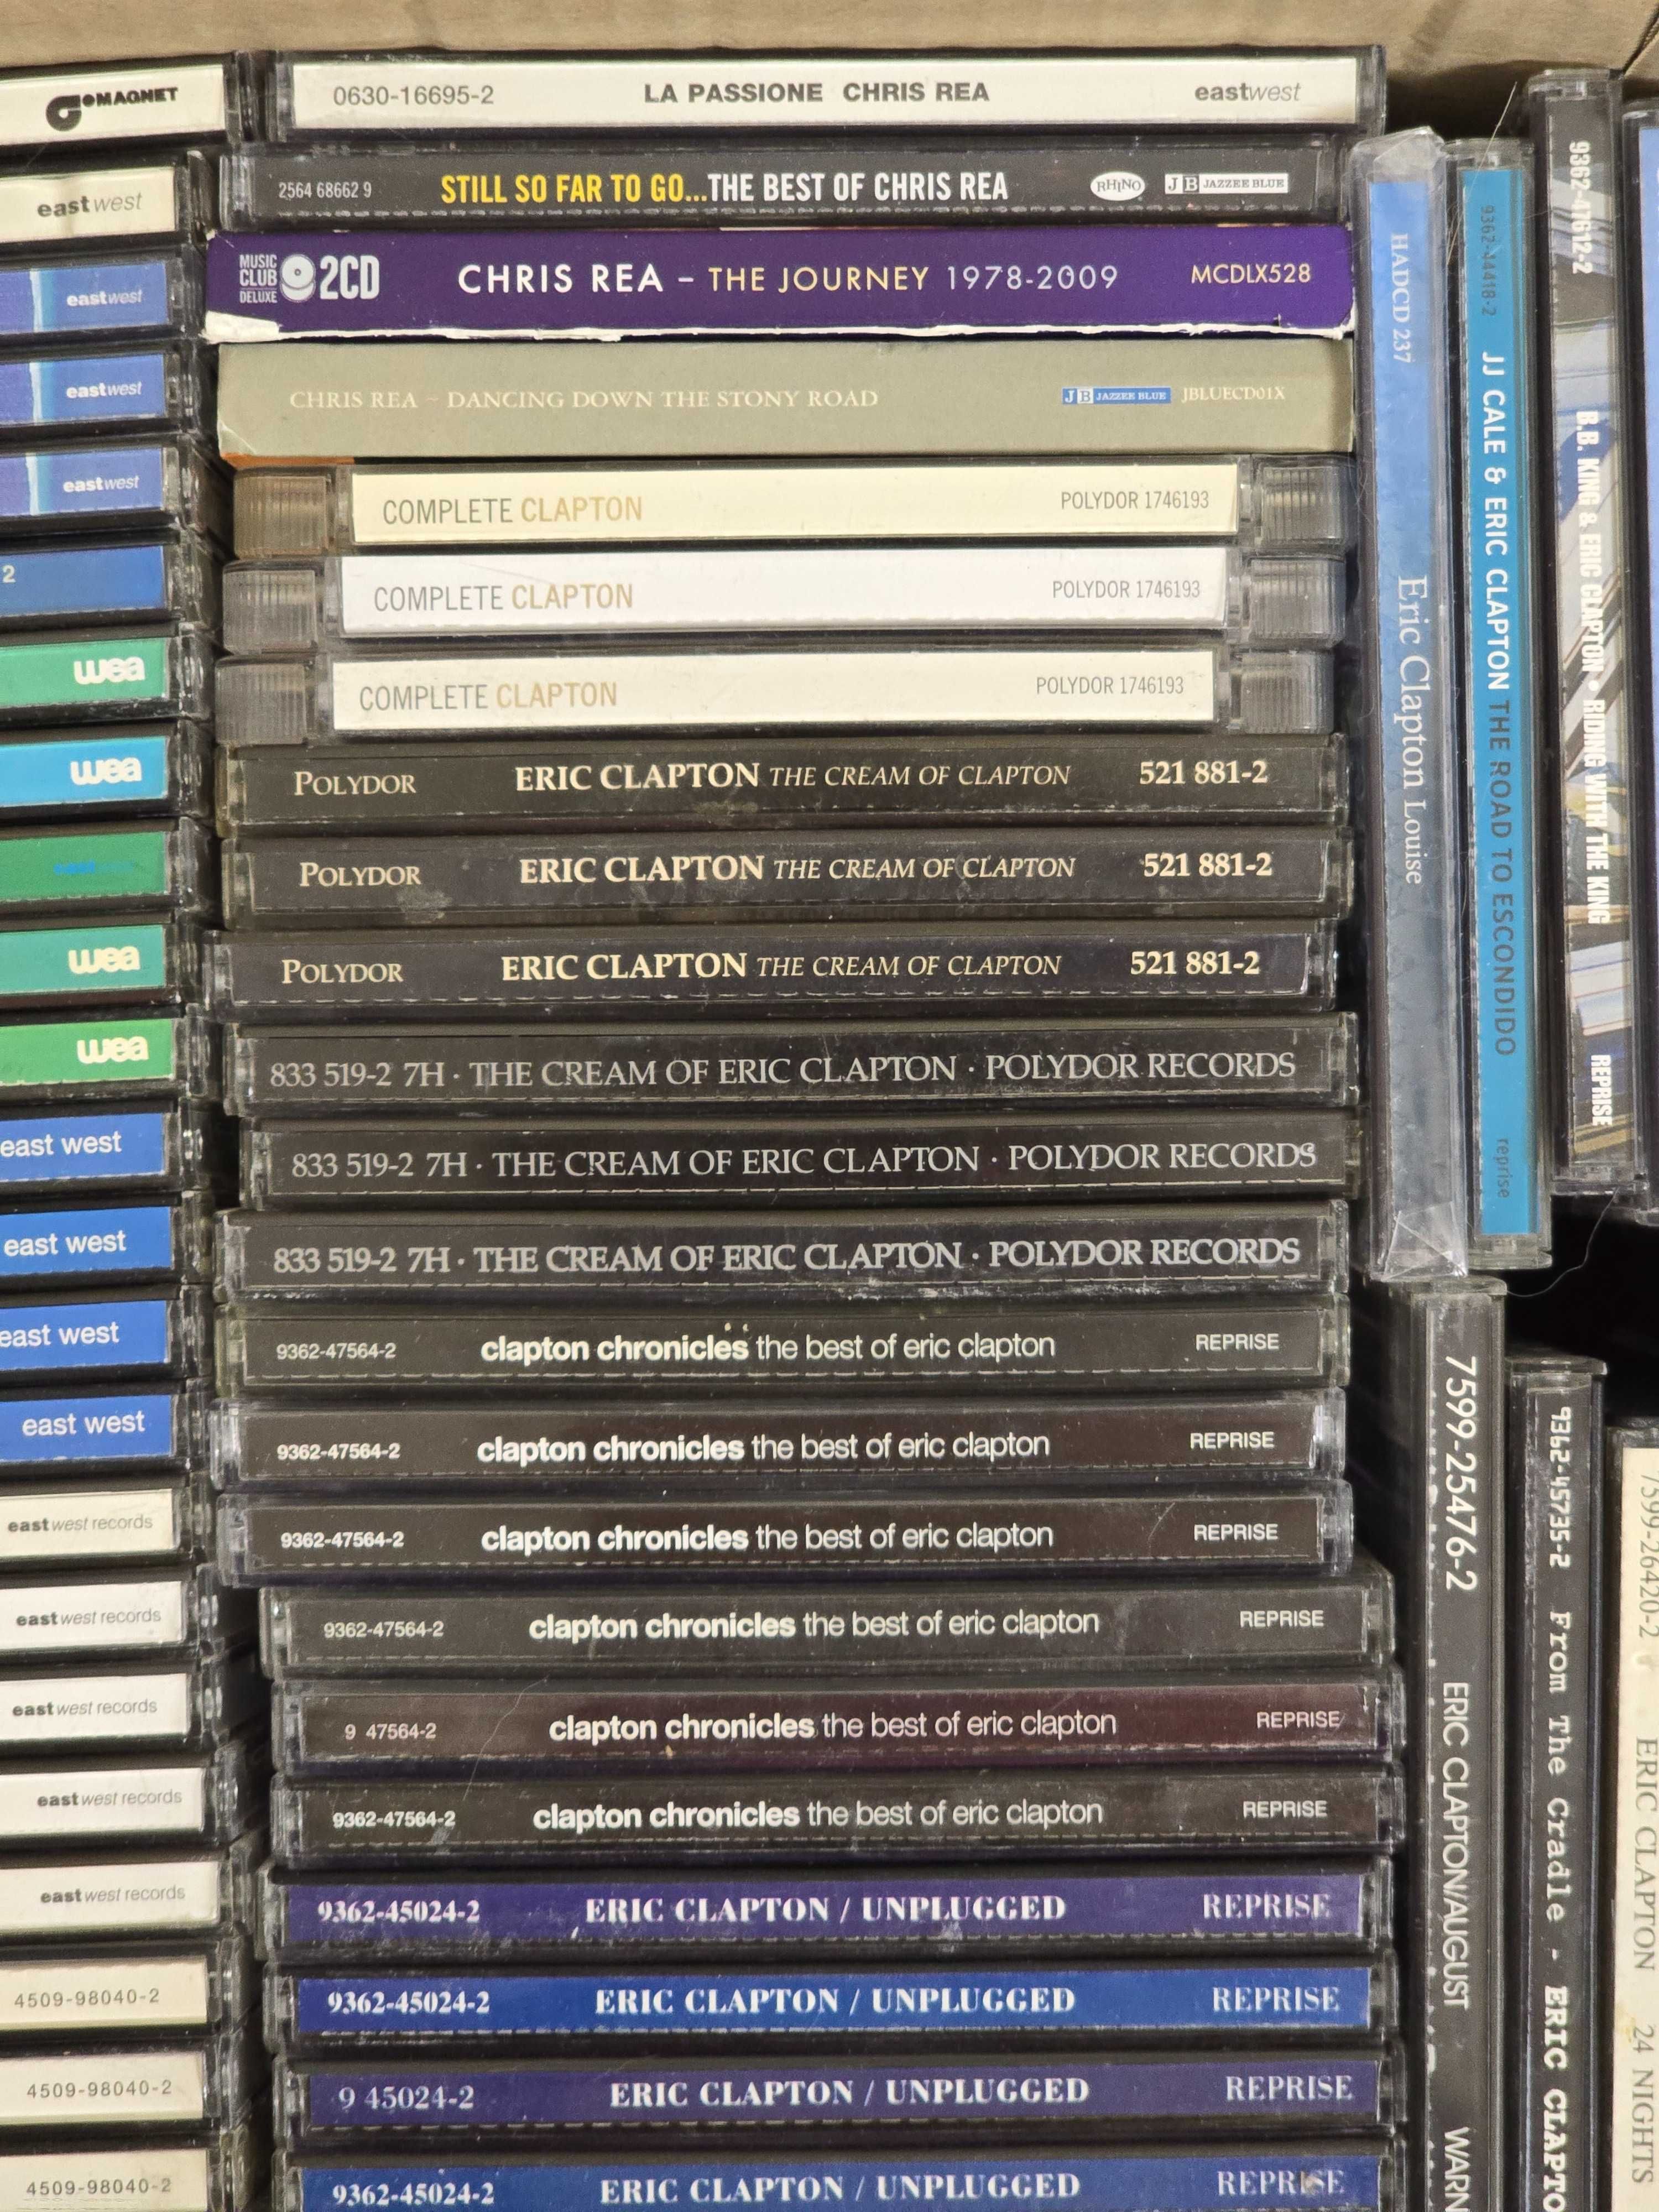 MAGNET
eastwest
eastwest
eastwest
eastwest
2
wea
wea
wea
wea
east west
east west
east west
east west
eastwest records
eastwest records
eastwest records
eastwest records
eastwest records
4509-98040-2
4509-98040-2
4509-98040-2
0630-16695-2 LA PASSIONE CHRIS REA eastwest
2564 68662 9 STILL SO FAR TO GO...THE BEST OF CHRIS REA RHINO JB JAZZEE BLUE
MUSIC CLUB DELUXE 2CD CHRIS REA – THE JOURNEY 1978-2009 MCDLX528
CHRIS REA – DANCING DOWN THE STONY ROAD JB JAZZEE BLUE JBLUECD01X
COMPLETE CLAPTON POLYDOR 1746193
COMPLETE CLAPTON POLYDOR 1746193
COMPLETE CLAPTON POLYDOR 1746193
POLYDOR ERIC CLAPTON THE CREAM OF CLAPTON 521 881-2
POLYDOR ERIC CLAPTON THE CREAM OF CLAPTON 521 881-2
POLYDOR ERIC CLAPTON THE CREAM OF CLAPTON 521 881-2
833 519-2 7H · THE CREAM OF ERIC CLAPTON · POLYDOR RECORDS
833 519-2 7H · THE CREAM OF ERIC CLAPTON · POLYDOR RECORDS
833 519-2 7H · THE CREAM OF ERIC CLAPTON · POLYDOR RECORDS
9362-47564-2 clapton chronicles the best of eric clapton REPRISE
9362-47564-2 clapton chronicles the best of eric clapton REPRISE
9362-47564-2 clapton chronicles the best of eric clapton REPRISE
9362-47564-2 clapton chronicles the best of eric clapton REPRISE
9 47564-2 clapton chronicles the best of eric clapton REPRISE
9362-47564-2 clapton chronicles the best of eric clapton REPRISE
9362-45024-2 ERIC CLAPTON / UNPLUGGED REPRISE
9362-45024-2 ERIC CLAPTON / UNPLUGGED REPRISE
9 45024-2 ERIC CLAPTON / UNPLUGGED REPRISE
9362-45024-2 ERIC CLAPTON / UNPLUGGED REPRISE
HADCD 237 Eric Clapton Louise
9362-44418-2 JJ CALE & ERIC CLAPTON THE ROAD TO ESCONDIDO reprise
9362-47612-2 B.B. KING & ERIC CLAPTON • RIDING WITH THE KING REPRISE
7599-25476-2 ERIC CLAPTON/AUGUST WARN
9362-45735-2 From The Cradle - ERIC CLAPTO
7599-26420-2 ERIC CLAPTON 24 NIGHTS